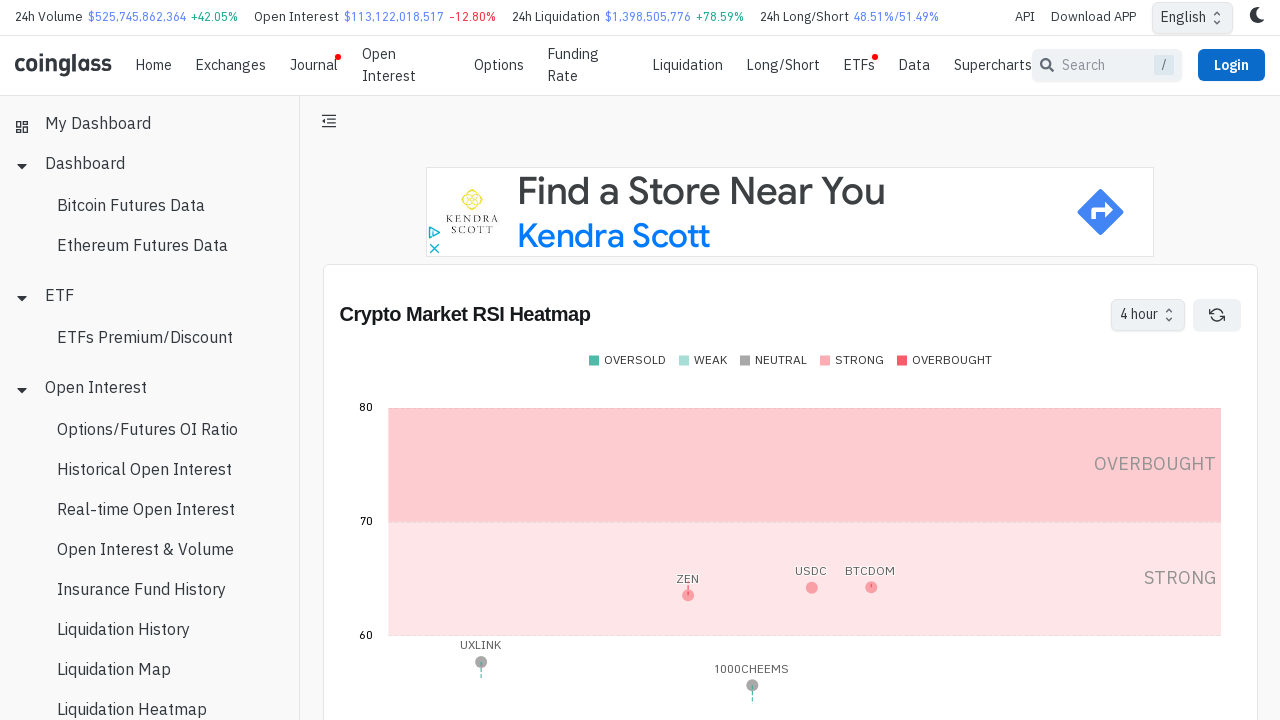 24h Volume $525,745,862,364 +42.05% Open Interest $113,122,018,517 -12.80% 24h Liquidation $1,398,505,776 +78.59% 24h Long/Short 48.51%/51.49% API Download APP English
coinglass Home Exchanges Journal Open Interest Options Funding Rate Liquidation Long/Short ETFs Data Supercharts Search / Login
My Dashboard
Dashboard
Bitcoin Futures Data
Ethereum Futures Data
ETF
ETFs Premium/Discount
Open Interest
Options/Futures OI Ratio
Historical Open Interest
Real-time Open Interest
Open Interest & Volume
Insurance Fund History
Liquidation History
Liquidation Map
Liquidation Heatmap
KENDRA SCOTT
Find a Store Near You
Kendra Scott
Crypto Market RSI Heatmap
4 hour
OVERSOLD WEAK NEUTRAL STRONG OVERBOUGHT
80
OVERBOUGHT
70
USDC BTCDOM
ZEN
STRONG
60
UXLINK
1000CHEEMS